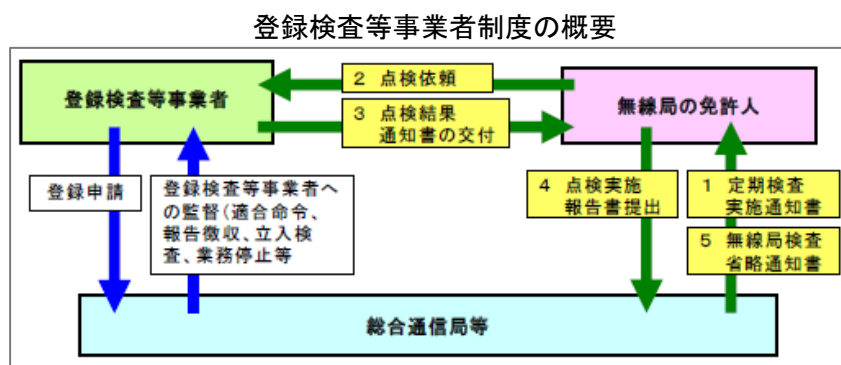 登録検査等事業者制度の概要
登録検査等事業者
2 点検依頼
3 点検結果
通知書の交付
無線局の免許人
登録申請
登録検査等事業者へ
の監督(適合命令、
報告徴収、立入検
査、業務停止等
4 点検実施
報告書提出
1 定期検査
実施通知書
5 無線局検査
省略通知書
総合通信局等